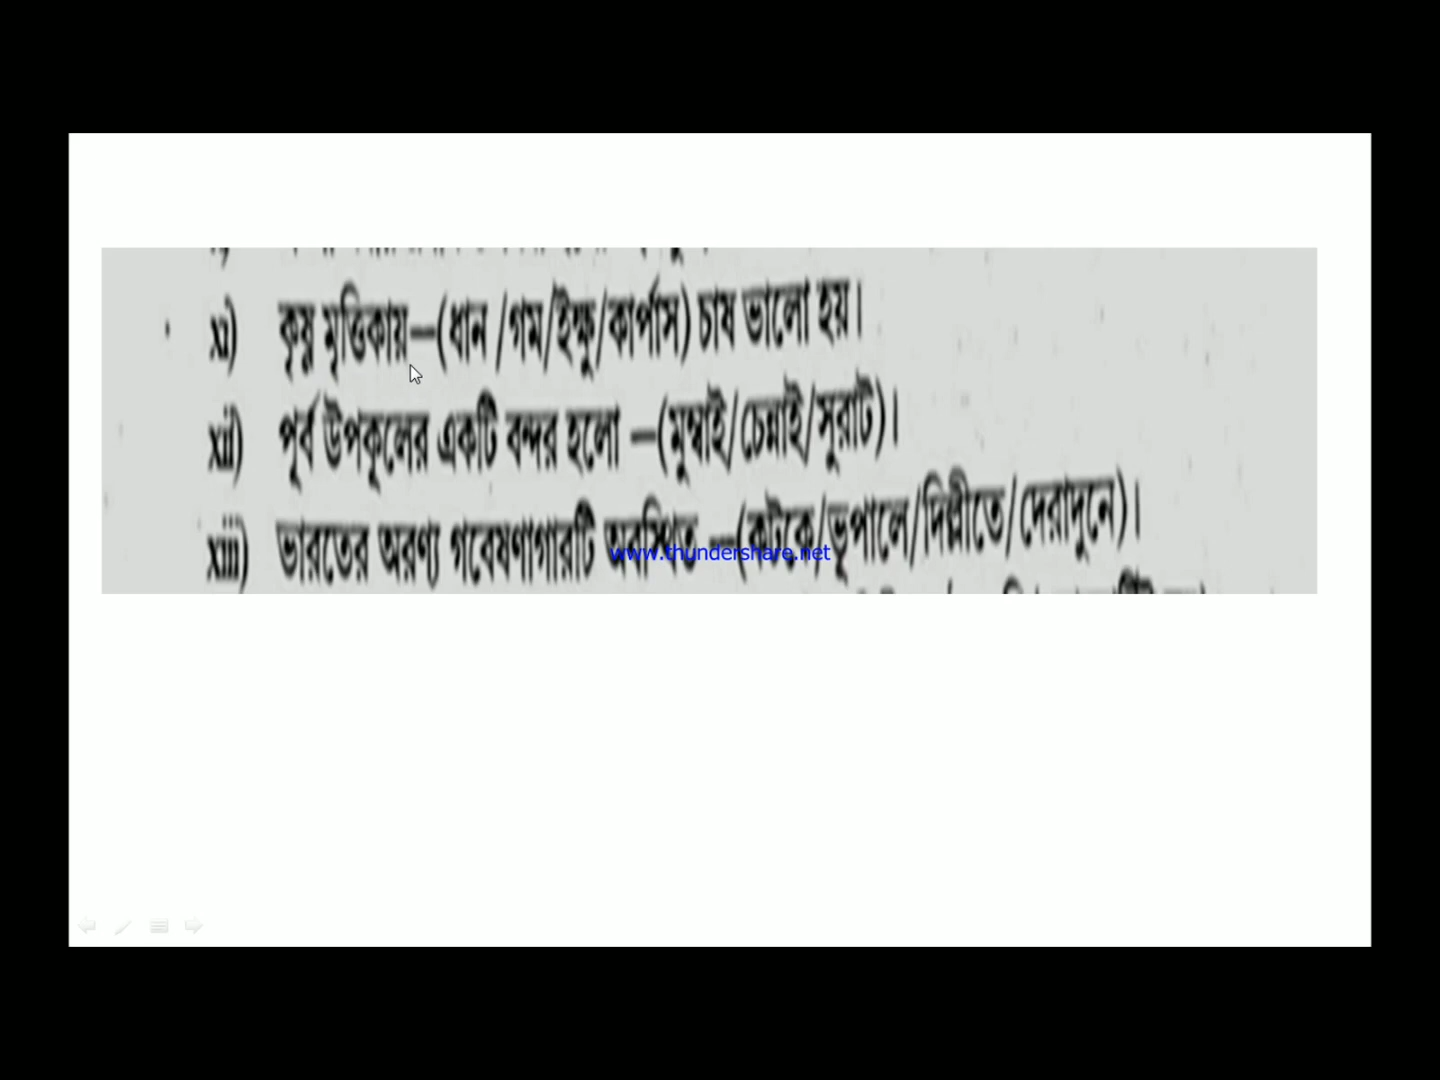 xi) কৃষ্ণ মৃত্তিকায়—(ধান /গম/ইক্ষু/কার্পাস) চাষ ভালো হয়।
xii) পূর্ব উপকূলের একটি বন্দর হলো —(মুম্বাই/চেন্নাই/সুরাট)।
xiii) ভারতের অরণ্য গবেষণাগারটি অবস্থিত —(কটকে/ভূপালে/দিল্লীতে/দেরাদুনে)।
www.thundershare.net